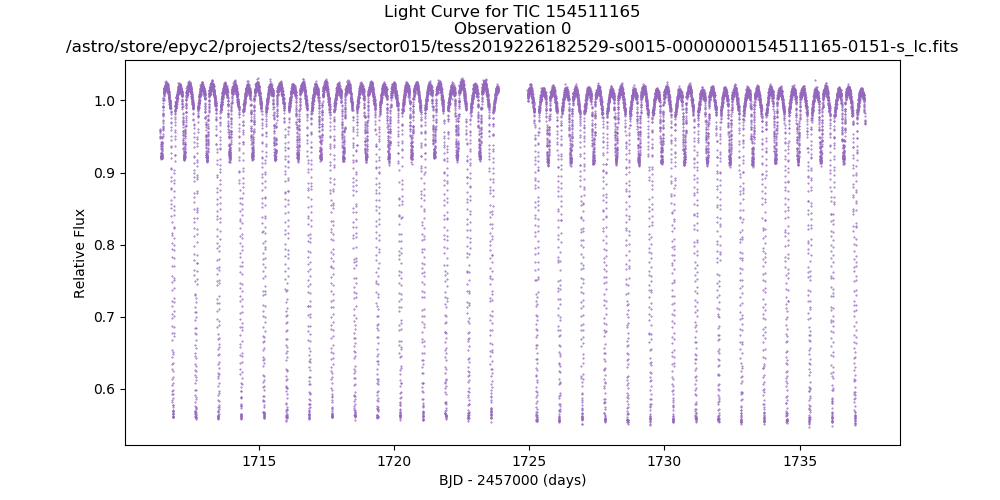 Light Curve for TIC 154511165
Observation 0
/astro/store/epyc2/projects2/tess/sector015/tess2019226182529-s0015-0000000154511165-0151-s_lc.fits
Relative Flux
1.0
0.9
0.8
0.7
0.6
1715
1720
1725
1730
1735
BJD - 2457000 (days)